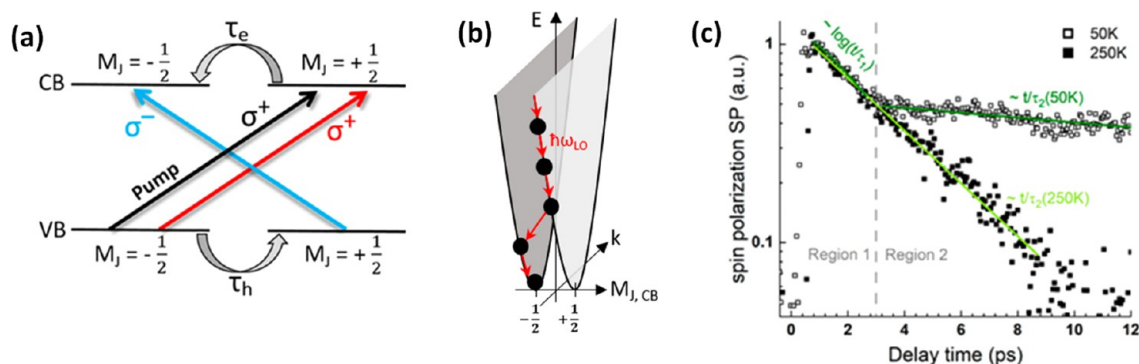 (a)
τe
MJ = - 1/2
MJ = + 1/2
CB
σ⁻
σ⁺
σ⁺
Pump
VB
MJ = - 1/2
MJ = + 1/2
τh
(b)
E
ħωLO
k
MJ, CB
- 1/2
+ 1/2
(c)
spin polarization SP (a.u.)
1
0.1
~ log(t/τ1)
50K
250K
~ t/τ2(50K)
~ t/τ2(250K)
Region 1
Region 2
0 2 4 6 8 10 12
Delay time (ps)